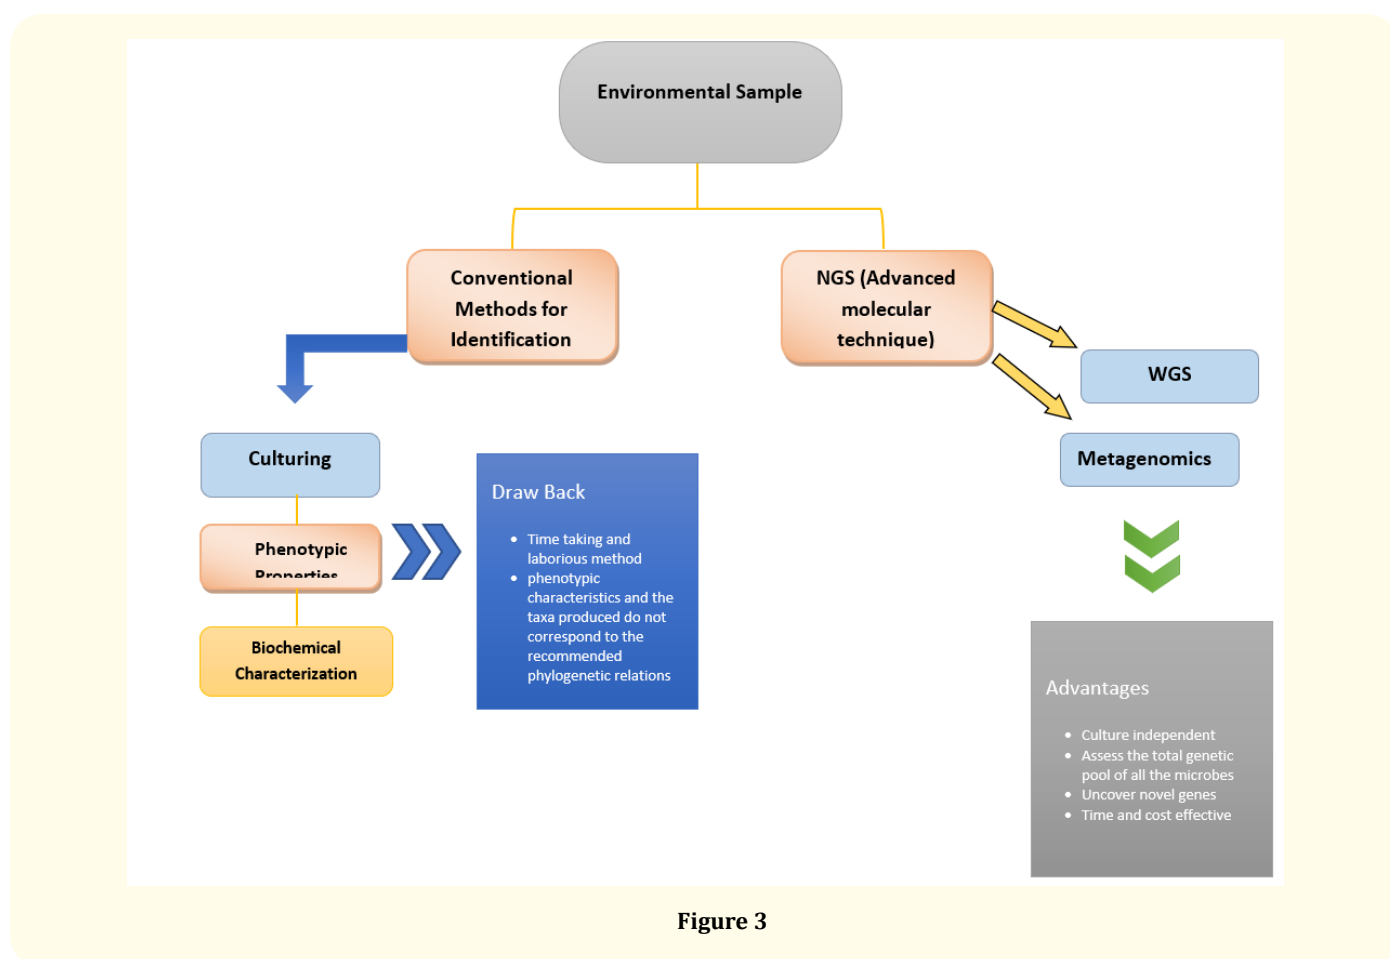 Environmental Sample
Conventional
Methods for
Identification
NGS (Advanced
molecular
technique)
WGS
Metagenomics
Culturing
Phenotypic
Properties
Biochemical
Characterization
Draw Back
• Time taking and
laborious method
• phenotypic
characteristics and the
taxa produced do not
correspond to the
recommended
phylogenetic relations
Advantages
• Culture independent
• Assess the total genetic
pool of all the microbes
• Uncover novel genes
• Time and cost effective
Figure 3